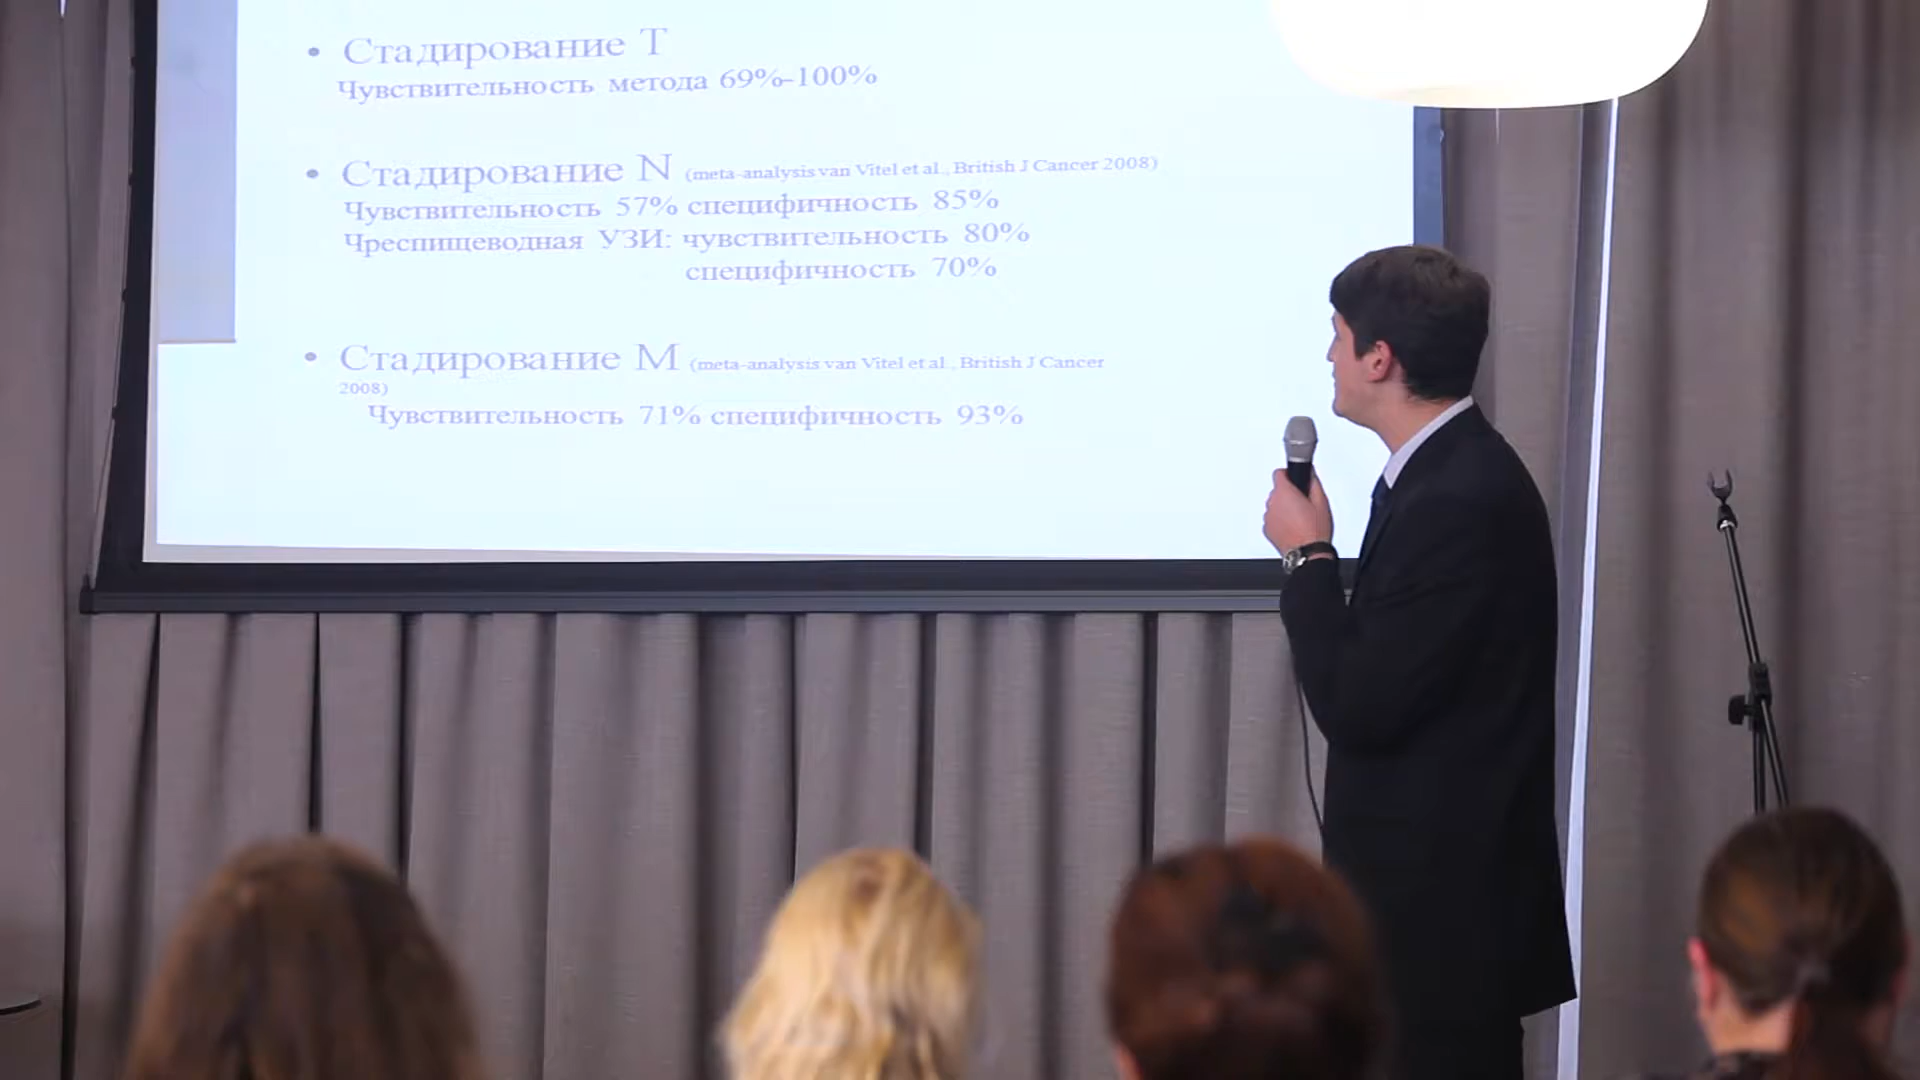 • Стадирование T
Чувствительность метода 69%-100%
• Стадирование N (meta-analysis van Vitel et al., British J Cancer 2008)
Чувствительность 57% специфичность 85%
Чреспищеводная УЗИ: чувствительность 80%
специфичность 70%
• Стадирование M (meta-analysis van Vitel et al., British J Cancer
2008)
Чувствительность 71% специфичность 93%